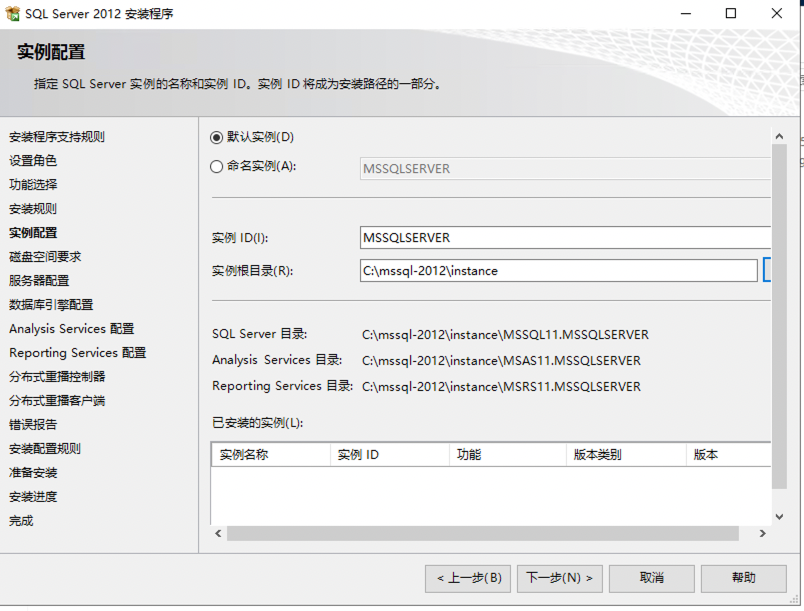 SQL Server 2012 安装程序
实例配置
指定 SQL Server 实例的名称和实例 ID。实例 ID 将成为安装路径的一部分。
安装程序支持规则
设置角色
功能选择
安装规则
实例配置
磁盘空间要求
服务器配置
数据库引擎配置
Analysis Services 配置
Reporting Services 配置
分布式重播控制器
分布式重播客户端
错误报告
安装配置规则
准备安装
安装进度
完成
默认实例(D)
命名实例(A): MSSQLSERVER
实例 ID(I): MSSQLSERVER
实例根目录(R): C:\mssql-2012\instance
SQL Server 目录: C:\mssql-2012\instance\MSSQL11.MSSQLSERVER
Analysis Services 目录: C:\mssql-2012\instance\MSAS11.MSSQLSERVER
Reporting Services 目录: C:\mssql-2012\instance\MSRS11.MSSQLSERVER
已安装的实例(L):
实例名称 实例 ID 功能 版本类别 版本
< 上一步(B) 下一步(N) > 取消 帮助